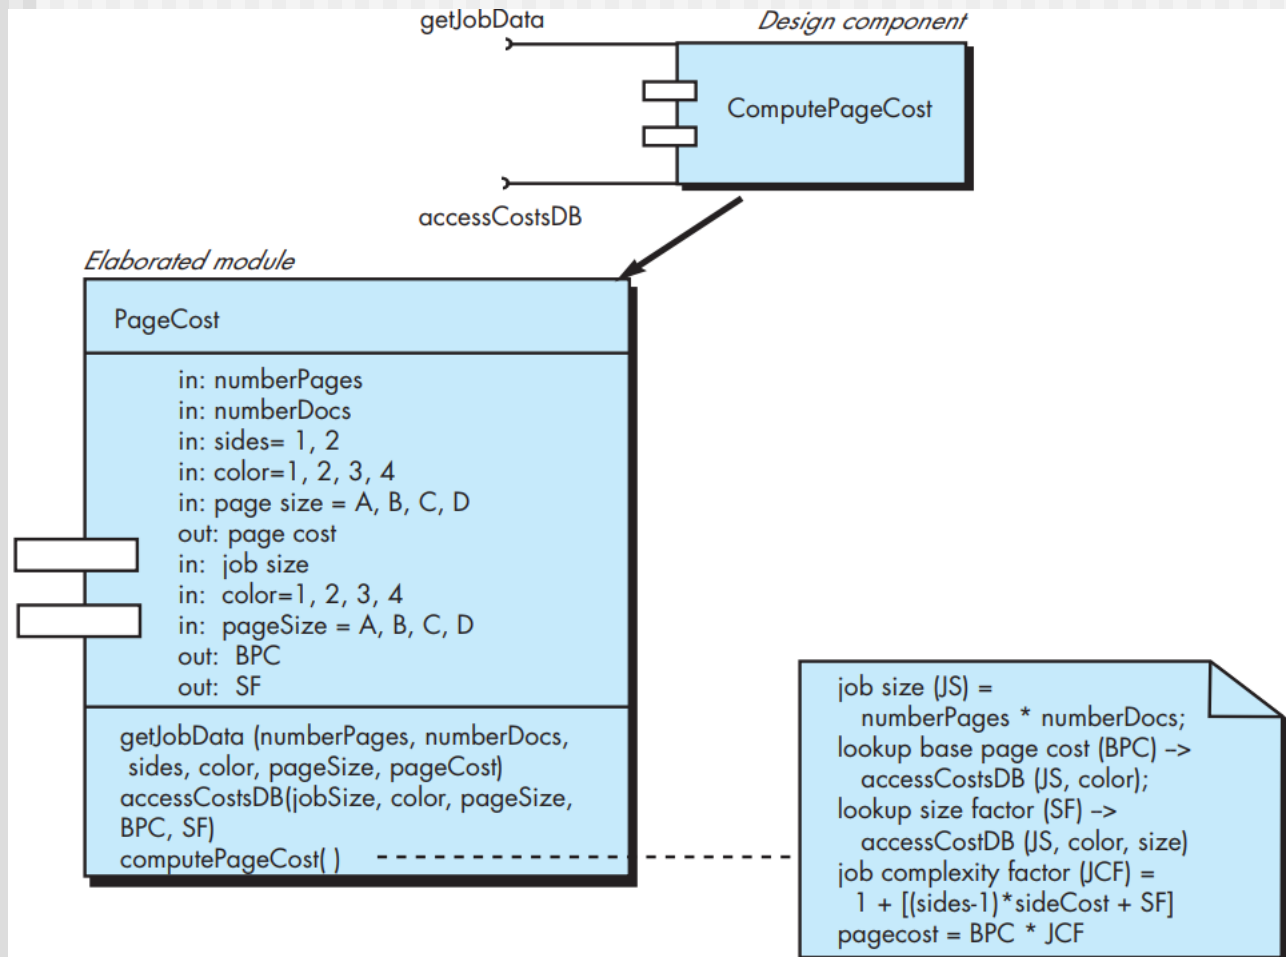 getJobData
Design component
ComputePageCost
accessCostsDB
Elaborated module
PageCost
in: numberPages
in: numberDocs
in: sides= 1, 2
in: color=1, 2, 3, 4
in: page size = A, B, C, D
out: page cost
in: job size
in: color=1, 2, 3, 4
in: pageSize = A, B, C, D
out: BPC
out: SF
getJobData (numberPages, numberDocs,
sides, color, pageSize, pageCost)
accessCostsDB(jobSize, color, pageSize,
BPC, SF)
computePageCost( )
job size (JS) =
numberPages * numberDocs;
lookup base page cost (BPC) –>
accessCostsDB (JS, color);
lookup size factor (SF) –>
accessCostDB (JS, color, size)
job complexity factor (JCF) =
1 + [(sides-1)*sideCost + SF]
pagecost = BPC * JCF